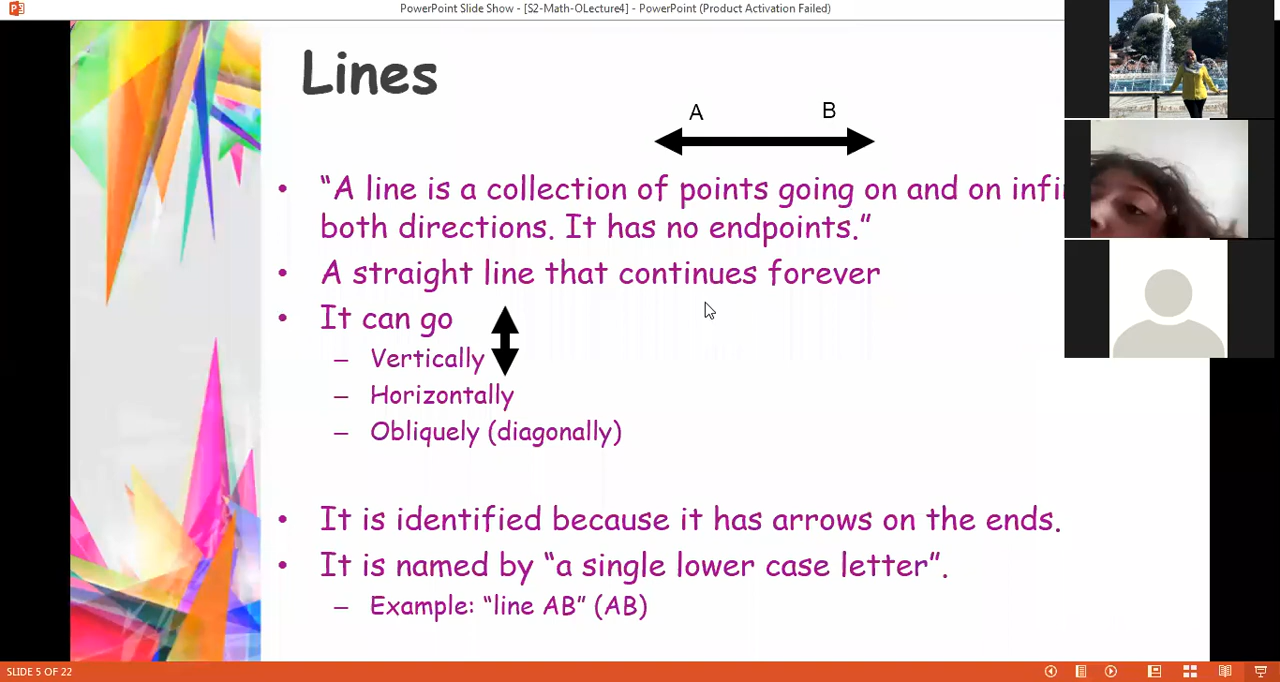 PowerPoint Slide Show - [S2-Math-OLecture4] - PowerPoint (Product Activation Failed)
Lines
A B
• “A line is a collection of points going on and on
both directions. It has no endpoints.”
• A straight line that continues forever
• It can go
– Vertically
– Horizontally
– Obliquely (diagonally)
• It is identified because it has arrows on the ends.
• It is named by “a single lower case letter”.
– Example: “line AB” (AB)
SLIDE 5 OF 22